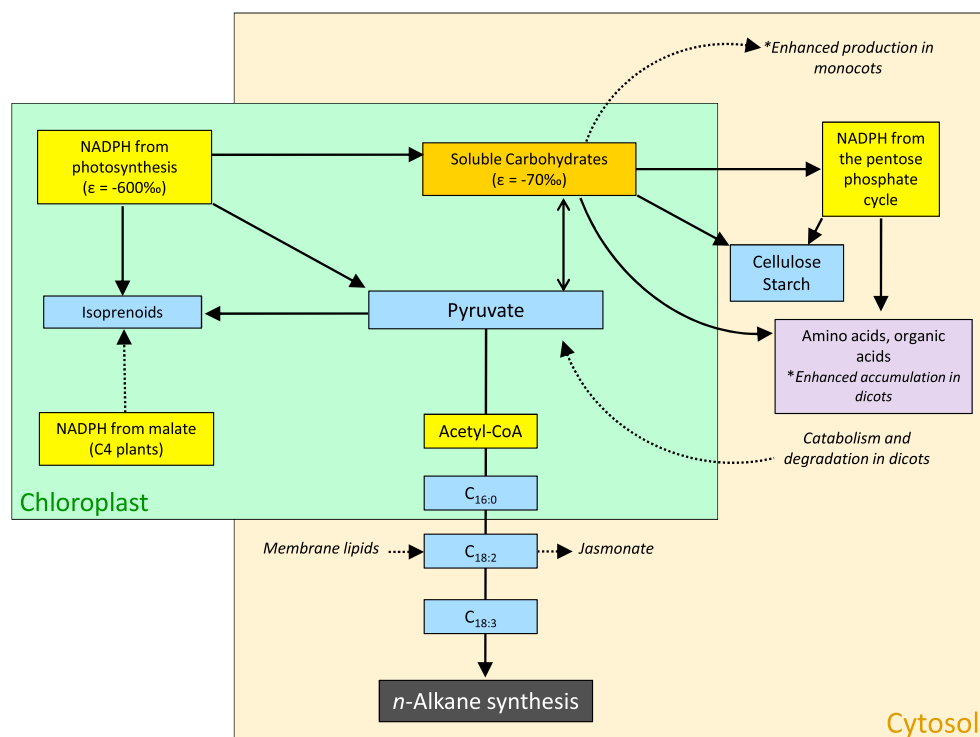 *Enhanced production in
monocots
NADPH from
photosynthesis
(ε = -600‰)
Soluble Carbohydrates
(ε = -70‰)
NADPH from
the pentose
phosphate
cycle
Cellulose
Starch
Isoprenoids
Pyruvate
Amino acids, organic
acids
*Enhanced accumulation in
dicots
NADPH from malate
(C4 plants)
Acetyl-CoA
Catabolism and
degradation in dicots
Chloroplast
C16:0
Membrane lipids
C18:2
Jasmonate
C18:3
n-Alkane synthesis
Cytosol